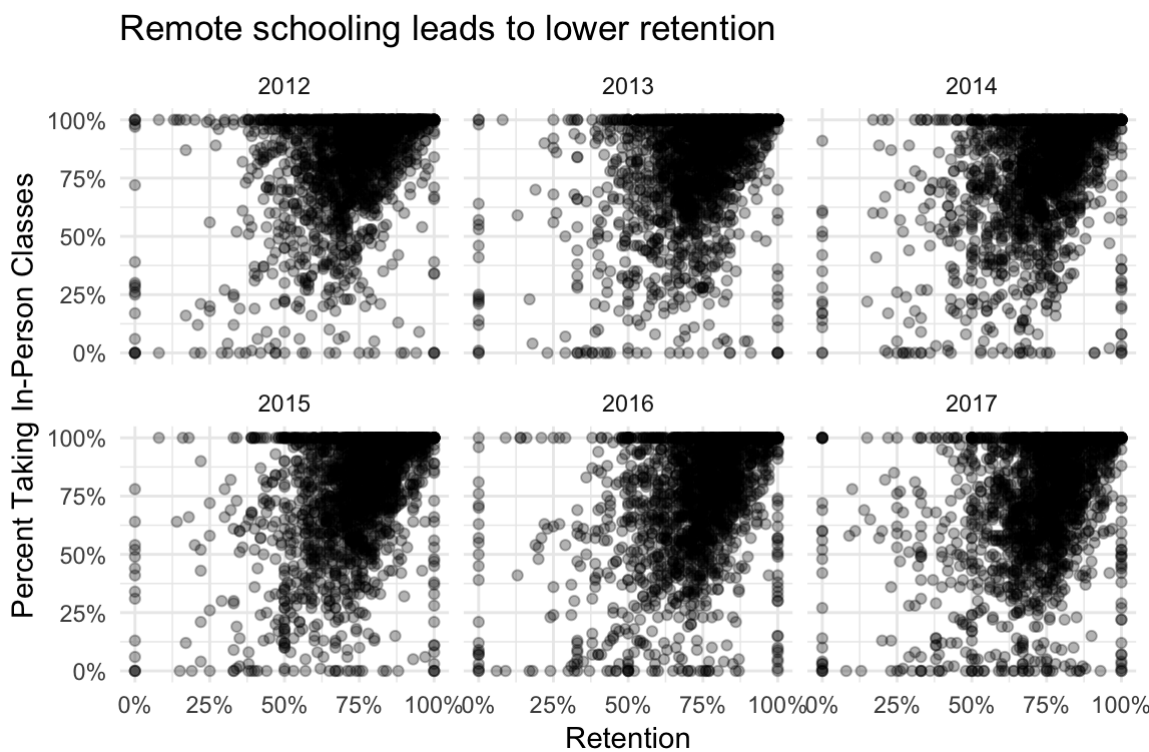 Remote schooling leads to lower retention
2012 2013 2014
100%
75%
50%
25%
0%
2015 2016 2017
100%
75%
50%
25%
0%
Percent Taking In-Person Classes
0% 25% 50% 75% 100%0% 25% 50% 75% 100%0% 25% 50% 75% 100%
Retention